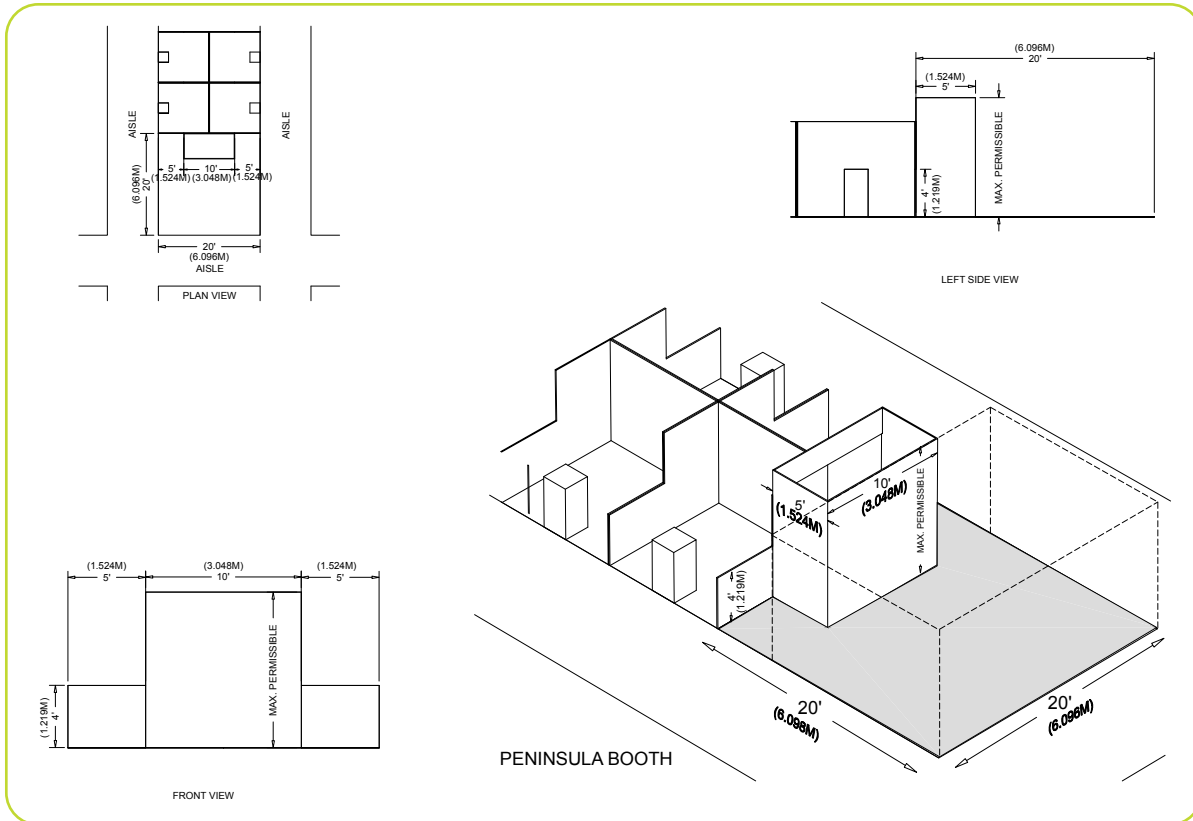 AISLE
AISLE
5'
10'
5'
(1.524M)
(3.048M)
(1.524M)
20'
(6.096M)
20'
(6.096M)
AISLE
PLAN VIEW
(6.096M)
20'
(1.524M)
5'
MAX. PERMISSIBLE
4'
(1.219M)
LEFT SIDE VIEW
(1.524M)
5'
(3.048M)
10'
(1.524M)
5'
MAX. PERMISSIBLE
(1.219M)
4'
FRONT VIEW
5'
(1.524M)
10'
(3.048M)
MAX. PERMISSIBLE
4'
(1.219M)
20'
(6.098M)
20'
(6.096M)
PENINSULA BOOTH